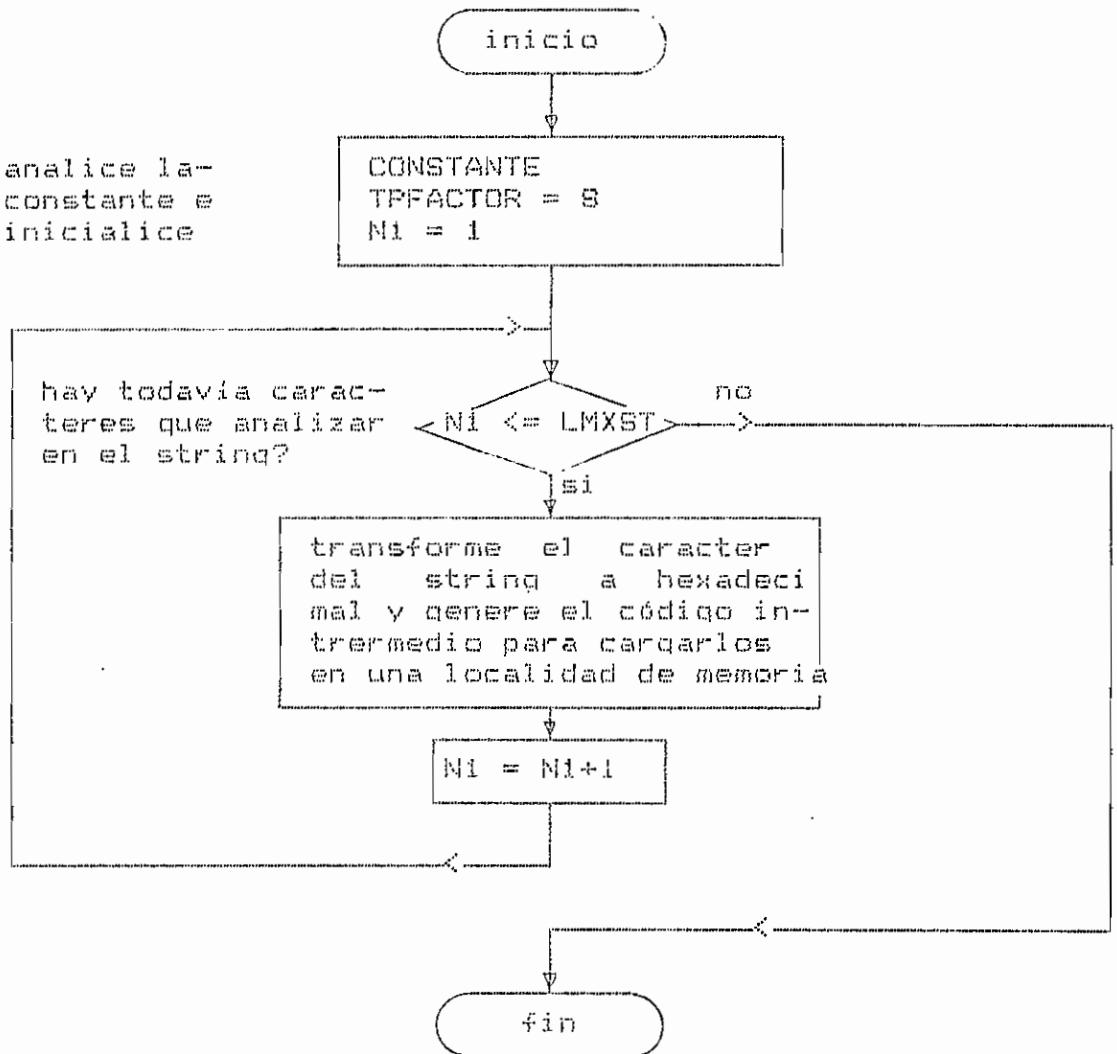 inicio
analice la-
constante e
inicialice
CONSTANTE
TPFACTOR = 8
N1 = 1
hay todavía carac-
teres que analizar
en el string?
N1 <= LMXST
no
si
transforme el caracter
del string a hexadeci
mal y genere el código in-
trermedio para cargarlos
en una localidad de memoria
N1 = N1+1
fin